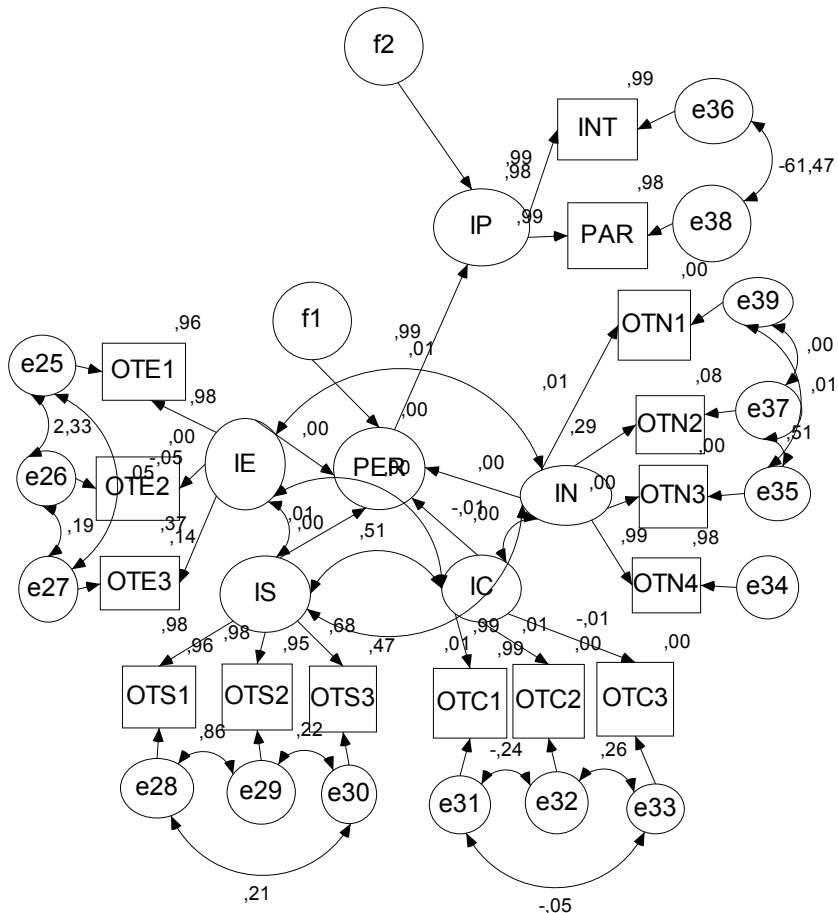 f2
,99
INT
e36
,99
,98
-61,47
,98
IP
,99
PAR
e38
,00
f1
OTN1
e39
,96
,99
,01
,00
e25
OTE1
,01
,08
,01
,98
,00
OTN2
e37
2,33
,00
,00
,29
,51
-,05
,00
e26
OTE2
,05
IE
PER
,00
IN
,00
OTN3
e35
,19
,37
,14
,01
,00
,51
-,01
,00
,99
,98
e27
OTE3
IS
IC
OTN4
e34
,98
,96
,98
,95
,68
,47
,01
,99
,99
,01
-,01
,00
,00
OTS1
OTS2
OTS3
OTC1
OTC2
OTC3
,86
,22
-,24
,26
e28
e29
e30
e31
e32
e33
,21
-,05